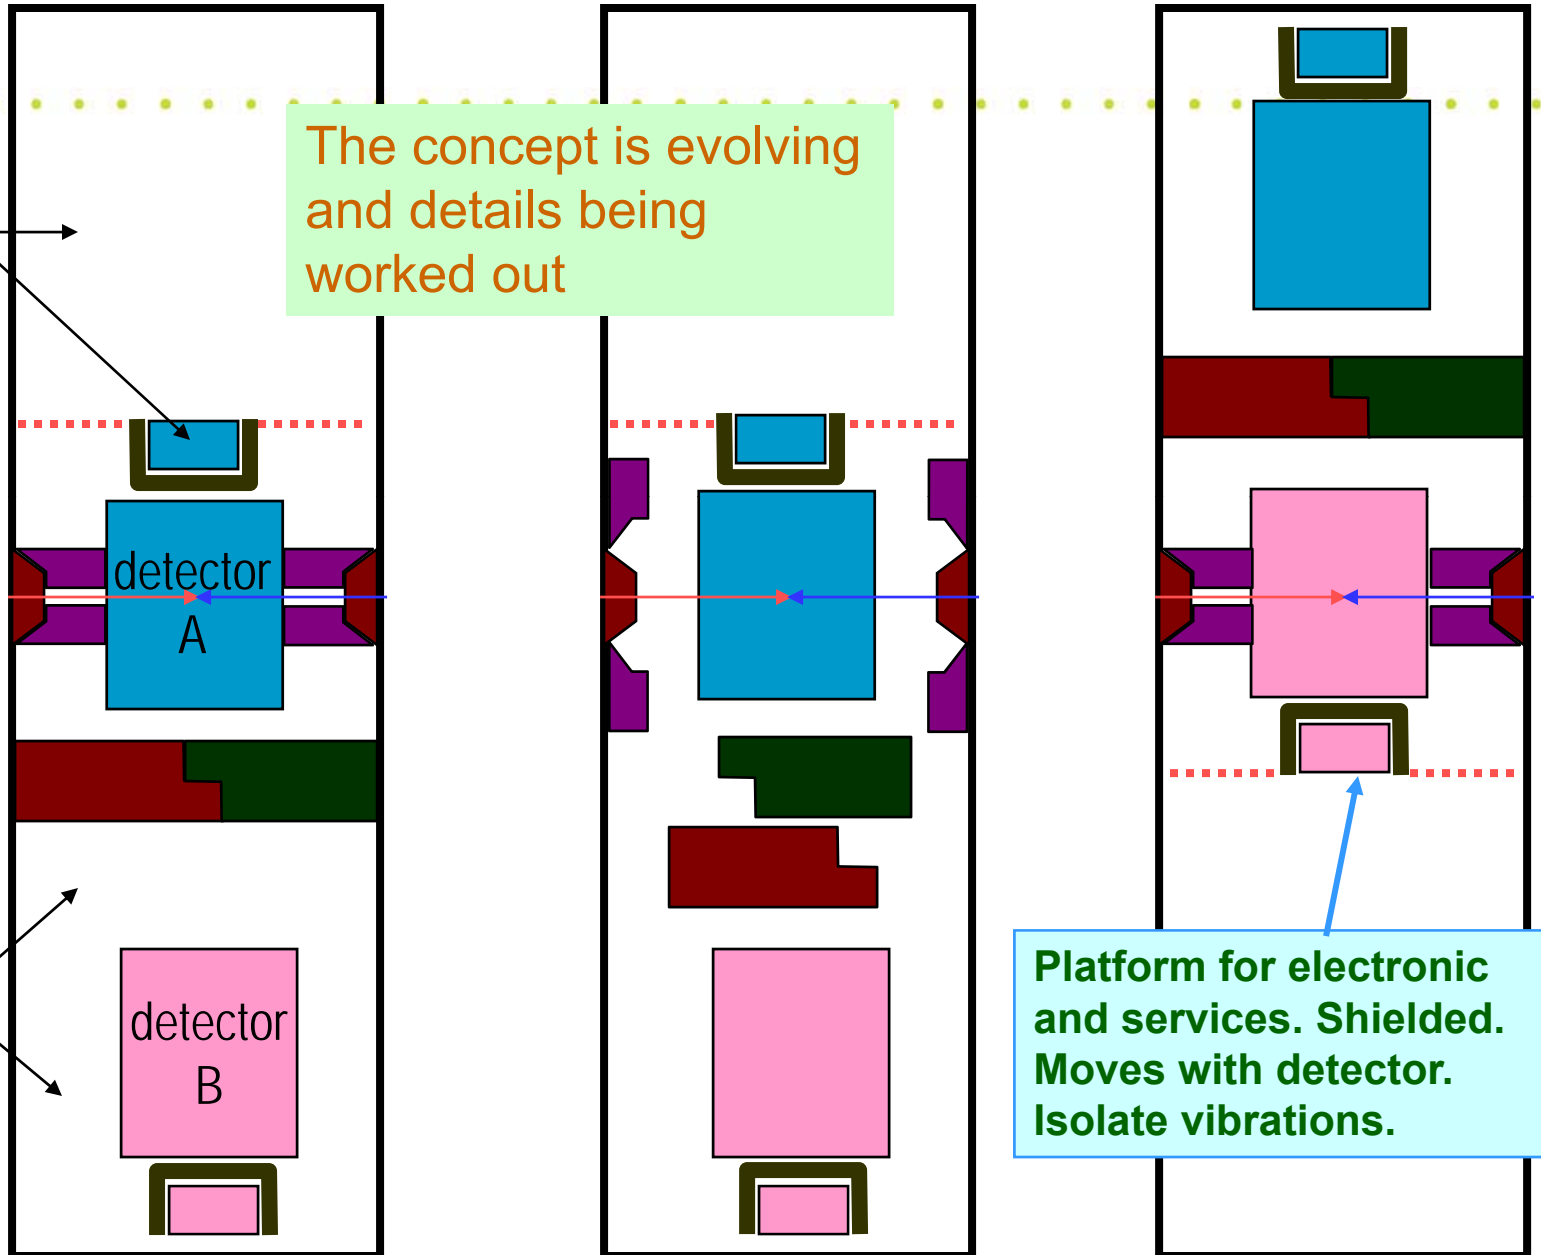 The concept is evolving
and details being
worked out
detector
A
detector
B
Platform for electronic
and services. Shielded.
Moves with detector.
Isolate vibrations.